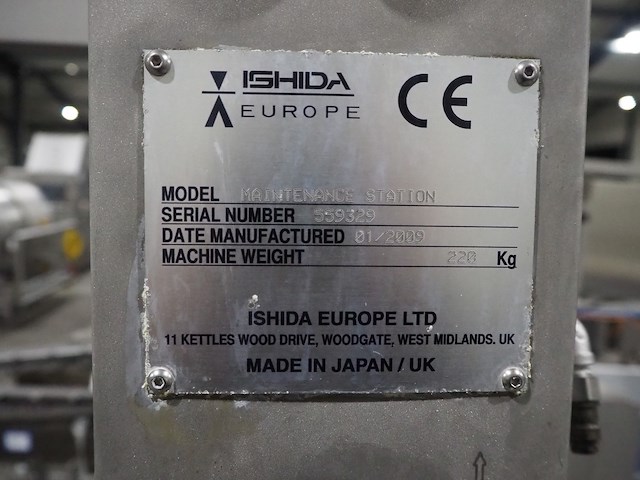 ISHIDA
EUROPE
CE
MODEL MAINTENANCE STATION
SERIAL NUMBER 959329
DATE MANUFACTURED 01/2009
MACHINE WEIGHT 220 Kg
ISHIDA EUROPE LTD
11 KETTLES WOOD DRIVE, WOODGATE, WEST MIDLANDS. UK
MADE IN JAPAN / UK